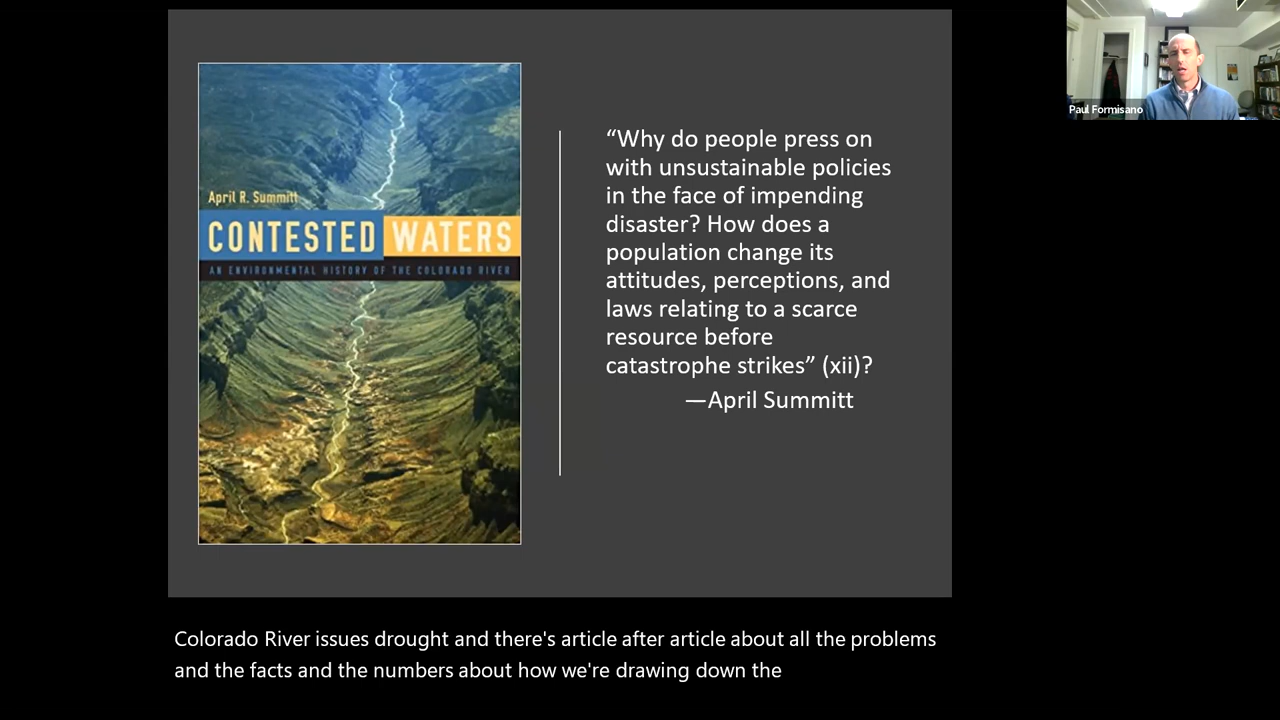 April R. Summitt
CONTESTED WATERS
AN ENVIRONMENTAL HISTORY OF THE COLORADO RIVER
“Why do people press on
with unsustainable policies
in the face of impending
disaster? How does a
population change its
attitudes, perceptions, and
laws relating to a scarce
resource before
catastrophe strikes” (xii)?
—April Summitt
Paul Formisano
Colorado River issues drought and there's article after article about all the problems
and the facts and the numbers about how we're drawing down the